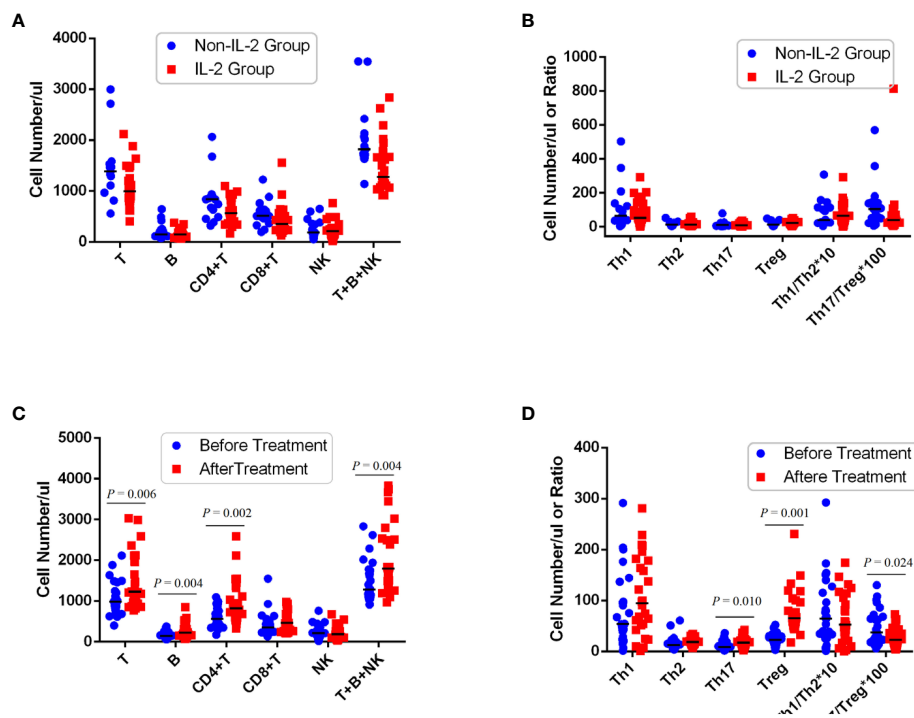 A
Non-IL-2 Group
IL-2 Group
Cell Number/ul
4000
3000
2000
1000
0
T
B
CD4+T
CD8+T
NK
T+B+NK
B
Non-IL-2 Group
IL-2 Group
Cell Number/ul or Ratio
1000
800
600
400
200
0
Th1
Th2
Th17
Treg
Th1/Th2*10
Th17/Treg*100
C
Before Treatment
AfterTreatment
Cell Number/ul
5000
4000
3000
2000
1000
0
P = 0.006
P = 0.004
P = 0.002
P = 0.004
T
B
CD4+T
CD8+T
NK
T+B+NK
D
Before Treatment
Aftere Treatment
Cell Number/ul or Ratio
400
300
200
100
0
P = 0.010
P = 0.001
P = 0.024
Th1
Th2
Th17
Treg
Th1/Th2*10
7/Treg*100